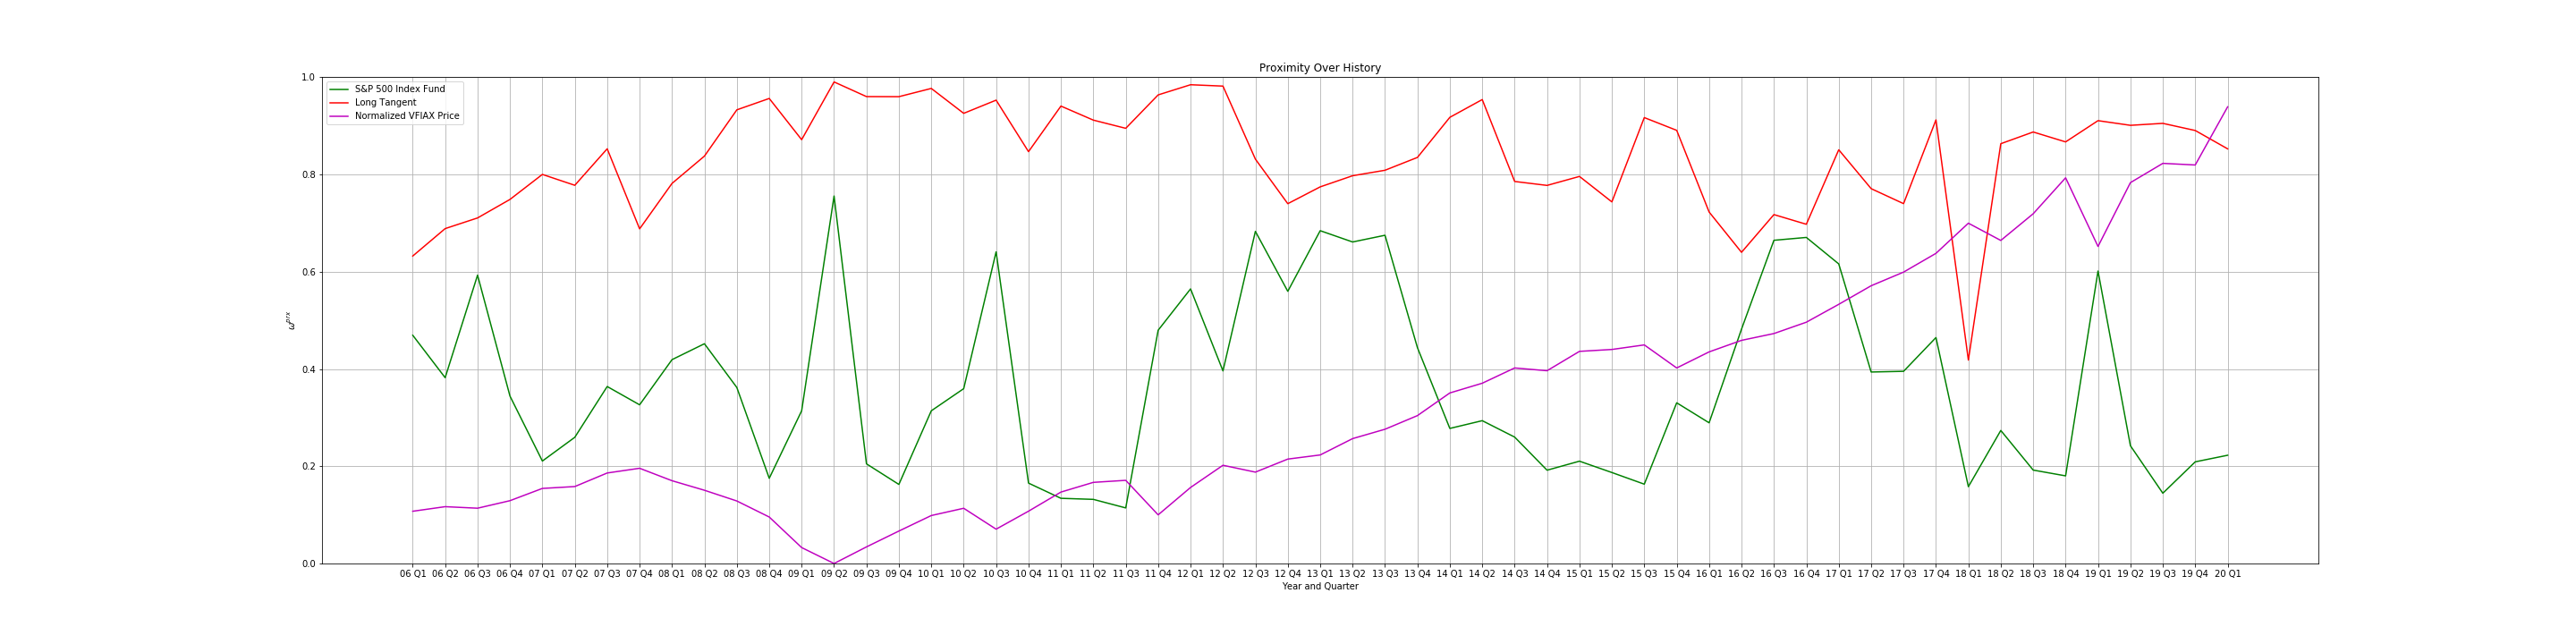 Proximity Over History
S&P 500 Index Fund
Long Tangent
Normalized VFIAX Price
1.0
0.8
0.6
0.4
0.2
0.0
ω^prx
06 Q1 06 Q2 06 Q3 06 Q4 07 Q1 07 Q2 07 Q3 07 Q4 08 Q1 08 Q2 08 Q3 08 Q4 09 Q1 09 Q2 09 Q3 09 Q4 10 Q1 10 Q2 10 Q3 10 Q4 11 Q1 11 Q2 11 Q3 11 Q4 12 Q1 12 Q2 12 Q3 12 Q4 13 Q1 13 Q2 13 Q3 13 Q4 14 Q1 14 Q2 14 Q3 14 Q4 15 Q1 15 Q2 15 Q3 15 Q4 16 Q1 16 Q2 16 Q3 16 Q4 17 Q1 17 Q2 17 Q3 17 Q4 18 Q1 18 Q2 18 Q3 18 Q4 19 Q1 19 Q2 19 Q3 19 Q4 20 Q1
Year and Quarter